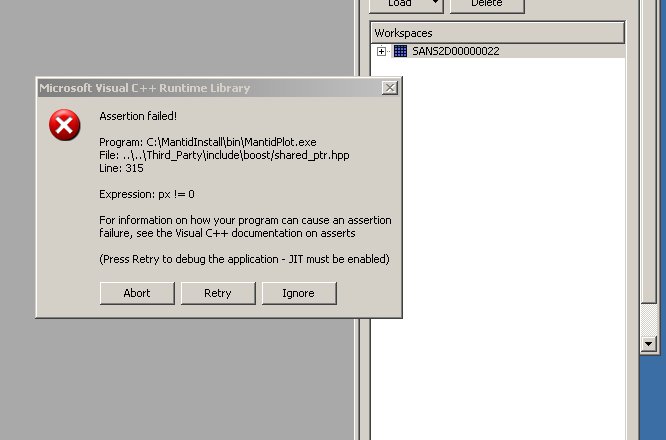 Load
Delete
Workspaces
SANS2D00000022
Microsoft Visual C++ Runtime Library
Assertion failed!
Program: C:\MantidInstall\bin\MantidPlot.exe
File: ..\..\Third_Party\include\boost/shared_ptr.hpp
Line: 315
Expression: px != 0
For information on how your program can cause an assertion
failure, see the Visual C++ documentation on asserts
(Press Retry to debug the application - JIT must be enabled)
Abort
Retry
Ignore